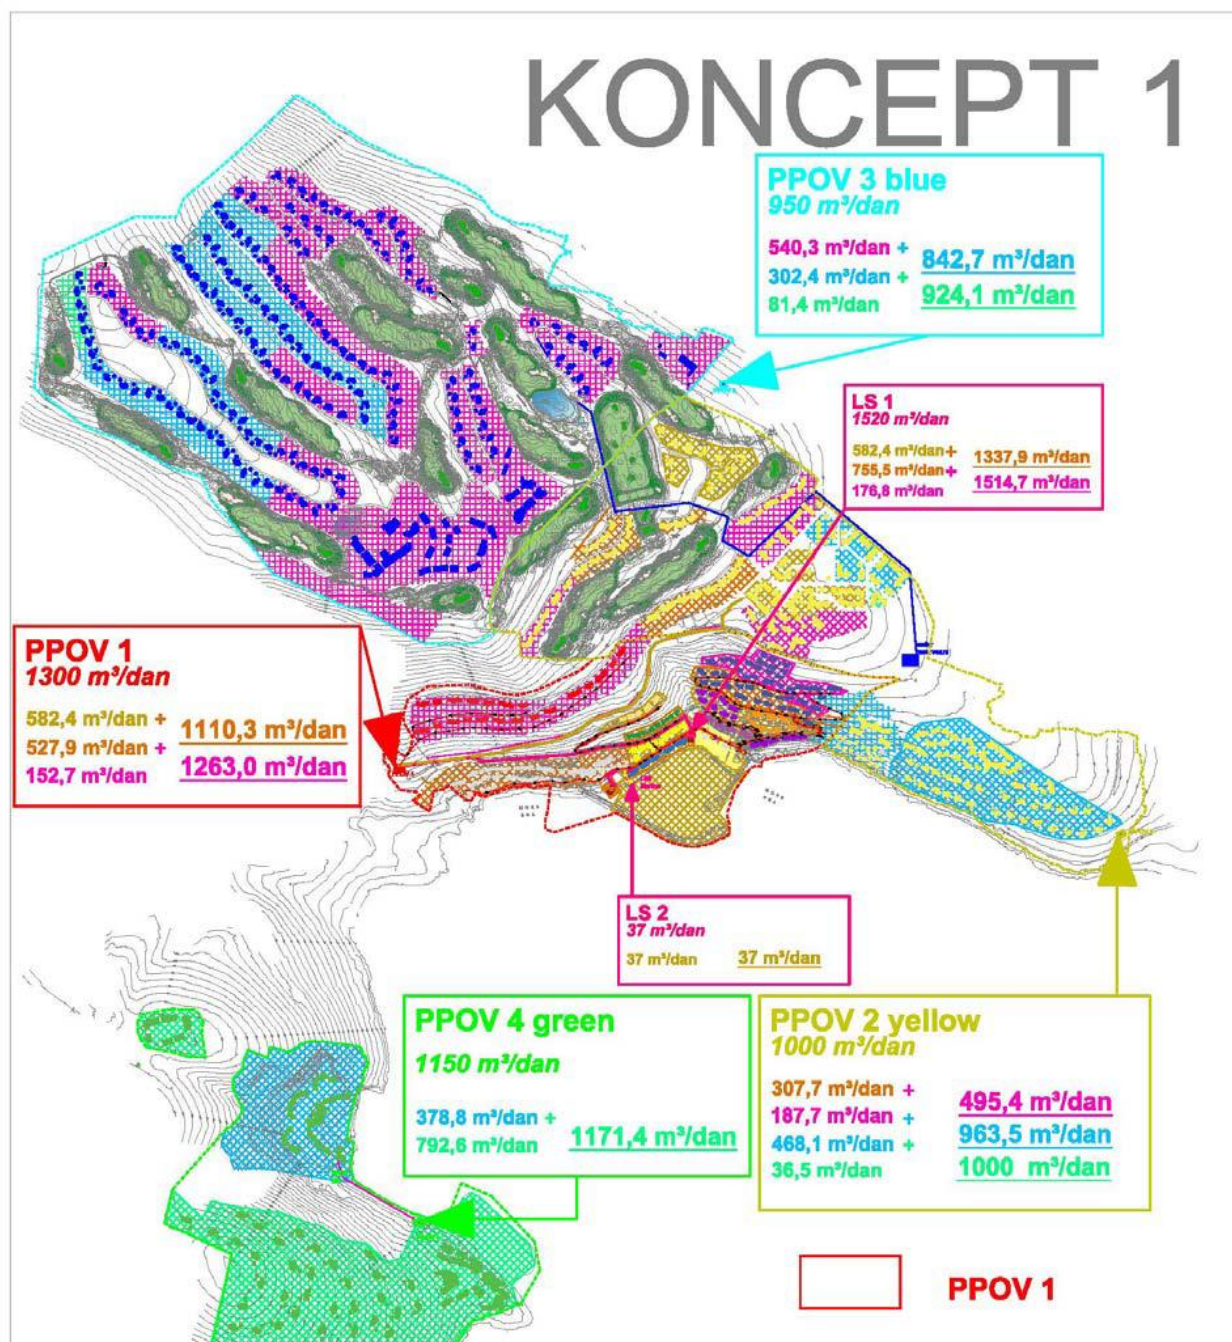 KONCEPT 1
PPOV 3 blue
950 m³/dan
540,3 m³/dan +
302,4 m³/dan + 842,7 m³/dan
81,4 m³/dan 924,1 m³/dan
LS 1
1520 m³/dan
582,4 m³/dan+ 1337,9 m³/dan
755,5 m³/dan+
176,8 m³/dan 1514,7 m³/dan
PPOV 1
1300 m³/dan
582,4 m³/dan + 1110,3 m³/dan
527,9 m³/dan +
152,7 m³/dan 1263,0 m³/dan
LS 2
37 m³/dan
37 m³/dan 37 m³/dan
PPOV 4 green
1150 m³/dan
378,8 m³/dan +
792,6 m³/dan 1171,4 m³/dan
PPOV 2 yellow
1000 m³/dan
307,7 m³/dan + 495,4 m³/dan
187,7 m³/dan +
468,1 m³/dan + 963,5 m³/dan
36,5 m³/dan 1000 m³/dan
PPOV 1